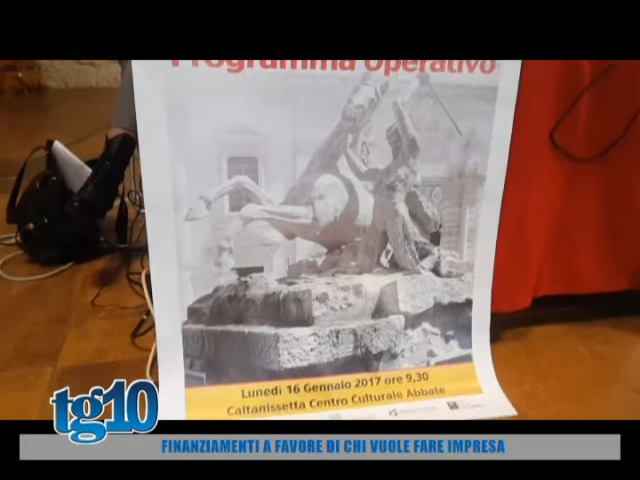 Programma operativo
Lunedì 16 Gennaio 2017 ore 9,30
Caltanissetta Centro Culturale Abbate
tg10
FINANZIAMENTI A FAVORE DI CHI VUOLE FARE IMPRESA